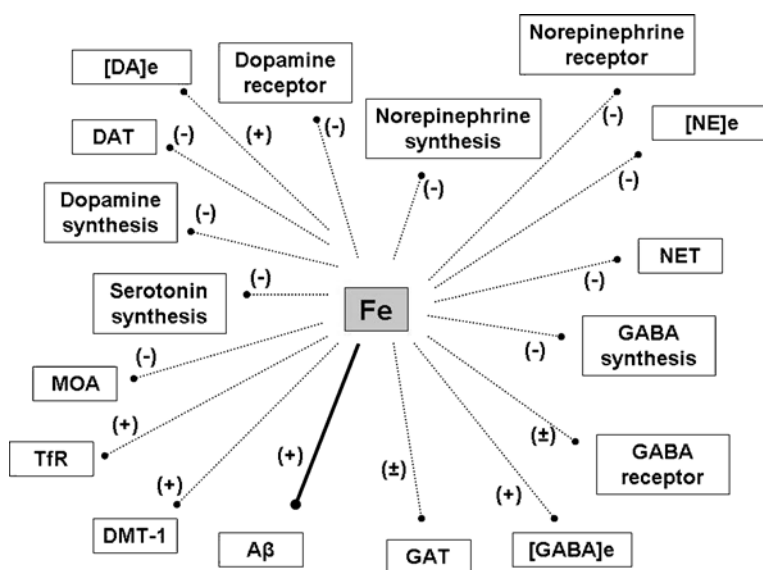 Norepinephrine
receptor
[DA]e
Dopamine
receptor
(-)
(+)
(-)
(-)
Norepinephrine
synthesis
[NE]e
DAT
(-)
(-)
Dopamine
synthesis
(-)
NET
(-)
Serotonin
synthesis
(-)
Fe
GABA
synthesis
(-)
MOA
(-)
TfR
(+)
GABA
receptor
(±)
(+)
(+)
(±)
(+)
DMT-1
Aβ
GAT
[GABA]e